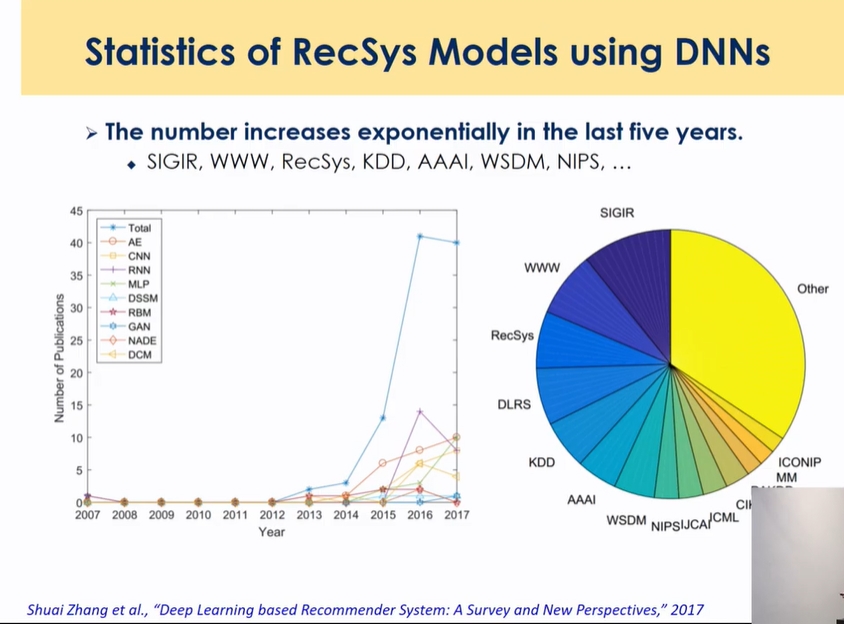 Statistics of RecSys Models using DNNs
➢ The number increases exponentially in the last five years.
◆ SIGIR, WWW, RecSys, KDD, AAAI, WSDM, NIPS, …
45
40
35
30
25
20
15
10
5
0
Number of Publications
Total
AE
CNN
RNN
MLP
DSSM
RBM
GAN
NADE
DCM
2007 2008 2009 2010 2011 2012 2013 2014 2015 2016 2017
Year
SIGIR
WWW
RecSys
DLRS
KDD
AAAI
WSDM
NIPS
IJCAI
ICML
MM
ICONIP
Other
Shuai Zhang et al., “Deep Learning based Recommender System: A Survey and New Perspectives,” 2017